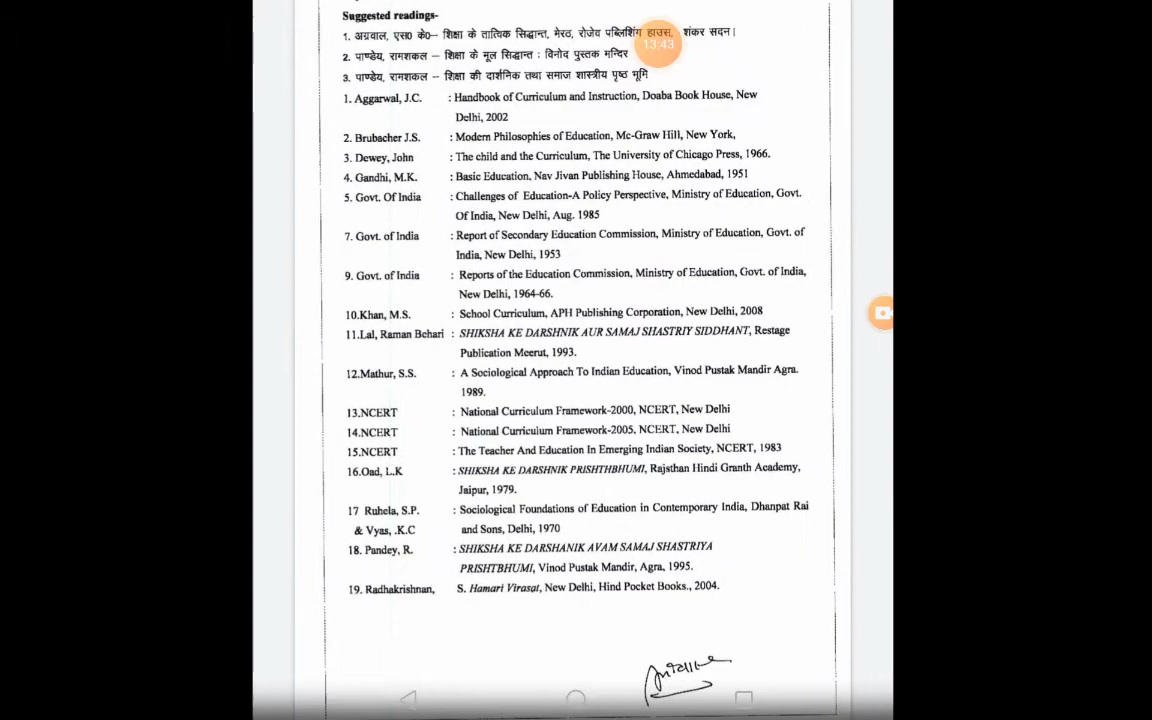 Suggested readings-
1. अग्रवाल, एस0 के0– शिक्षा के तात्विक सिद्धान्त, मेरठ, रोजेव पब्लिशिंग हाउस, शंकर सदन।
13:43
2. पाण्डेय, रामशकल – शिक्षा के मूल सिद्धान्त : विनोद पुस्तक मन्दिर
3. पाण्डेय, रामशकल – शिक्षा की दार्शनिक तथा समाज शास्त्रीय पृष्ठ भूमि
1. Aggarwal, J.C. : Handbook of Curriculum and Instruction, Doaba Book House, New
Delhi, 2002
2. Brubacher J.S. : Modern Philosophies of Education, Mc-Graw Hill, New York,
3. Dewey, John : The child and the Curriculum, The University of Chicago Press, 1966.
4. Gandhi, M.K. : Basic Education, Nav Jivan Publishing House, Ahmedabad, 1951
5. Govt. Of India : Challenges of Education-A Policy Perspective, Ministry of Education, Govt.
Of India, New Delhi, Aug. 1985
7. Govt. of India : Report of Secondary Education Commission, Ministry of Education, Govt. of
India, New Delhi, 1953
9. Govt. of India : Reports of the Education Commission, Ministry of Education, Govt. of India,
New Delhi, 1964-66.
10.Khan, M.S. : School Curriculum, APH Publishing Corporation, New Delhi, 2008
11.Lal, Raman Behari : SHIKSHA KE DARSHNIK AUR SAMAJ SHASTRIY SIDDHANT, Restage
Publication Meerut, 1993.
12.Mathur, S.S. : A Sociological Approach To Indian Education, Vinod Pustak Mandir Agra.
1989.
13.NCERT : National Curriculum Framework-2000, NCERT, New Delhi
14.NCERT : National Curriculum Framework-2005, NCERT, New Delhi
15.NCERT : The Teacher And Education In Emerging Indian Society, NCERT, 1983
16.Oad, L.K : SHIKSHA KE DARSHNIK PRISHTHBHUMI, Rajsthan Hindi Granth Academy,
Jaipur, 1979.
17 Ruhela, S.P. : Sociological Foundations of Education in Contemporary India, Dhanpat Rai
& Vyas, .K.C and Sons, Delhi, 1970
18. Pandey, R. : SHIKSHA KE DARSHANIK AVAM SAMAJ SHASTRIYA
PRISHTBHUMI, Vinod Pustak Mandir, Agra, 1995.
19. Radhakrishnan, S. Hamari Virasat, New Delhi, Hind Pocket Books., 2004.